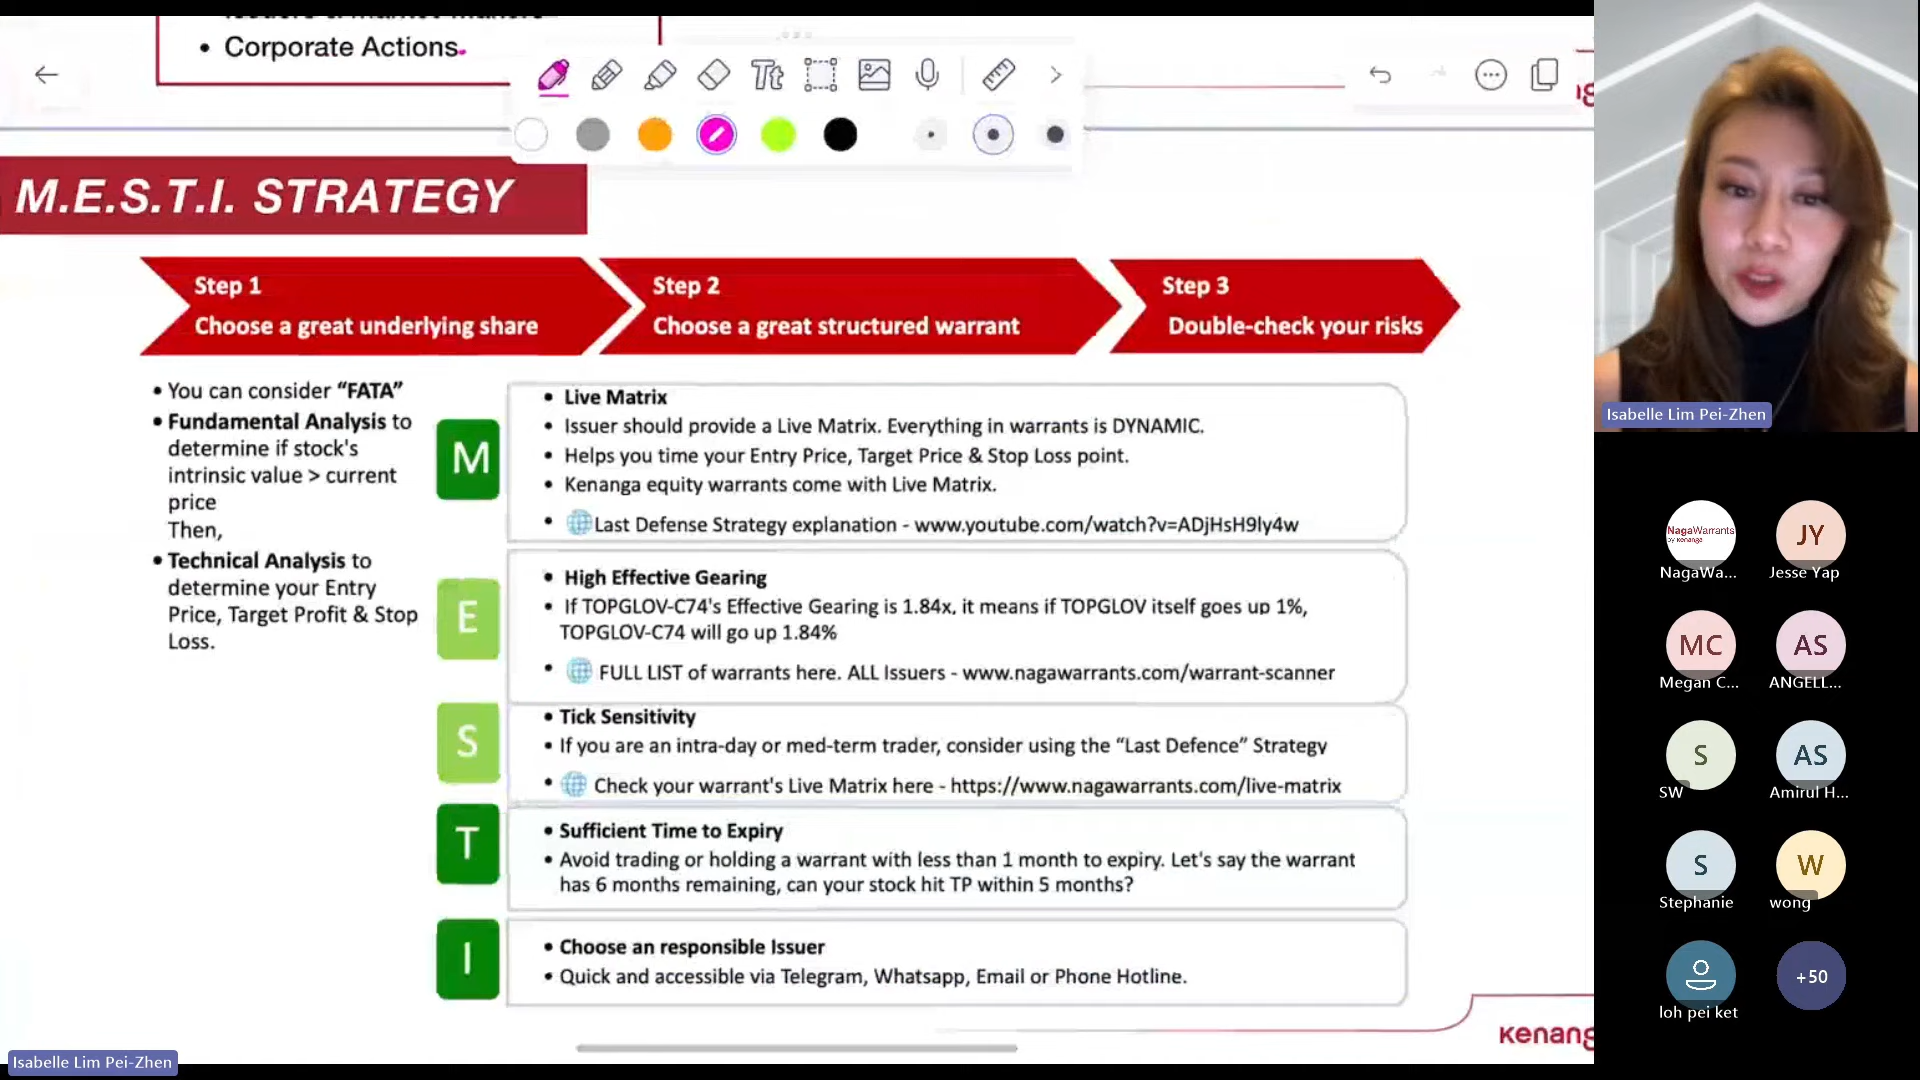 • Corporate Actions
Tt
M.E.S.T.I. STRATEGY
Step 1
Choose a great underlying share
Step 2
Choose a great structured warrant
Step 3
Double-check your risks
• You can consider “FATA”
• Fundamental Analysis to
determine if stock's
intrinsic value > current
price
Then,
• Technical Analysis to
determine your Entry
Price, Target Profit & Stop
Loss.
M
• Live Matrix
• Issuer should provide a Live Matrix. Everything in warrants is DYNAMIC.
• Helps you time your Entry Price, Target Price & Stop Loss point.
• Kenanga equity warrants come with Live Matrix.
• Last Defense Strategy explanation - www.youtube.com/watch?v=ADjHsH9ly4w
E
• High Effective Gearing
• If TOPGLOV-C74's Effective Gearing is 1.84x, it means if TOPGLOV itself goes up 1%,
TOPGLOV-C74 will go up 1.84%
• FULL LIST of warrants here. ALL Issuers - www.nagawarrants.com/warrant-scanner
S
• Tick Sensitivity
• If you are an intra-day or med-term trader, consider using the “Last Defence” Strategy
• Check your warrant's Live Matrix here - https://www.nagawarrants.com/live-matrix
T
• Sufficient Time to Expiry
• Avoid trading or holding a warrant with less than 1 month to expiry. Let's say the warrant
has 6 months remaining, can your stock hit TP within 5 months?
I
• Choose an responsible Issuer
• Quick and accessible via Telegram, Whatsapp, Email or Phone Hotline.
kenang
Isabelle Lim Pei-Zhen
Isabelle Lim Pei-Zhen
NagaWarrants
by kenanga
NagaWa...
JY
Jesse Yap
MC
Megan C...
AS
ANGELL...
S
SW
AS
Amirul H...
S
Stephanie
W
wong
loh pei ket
+50